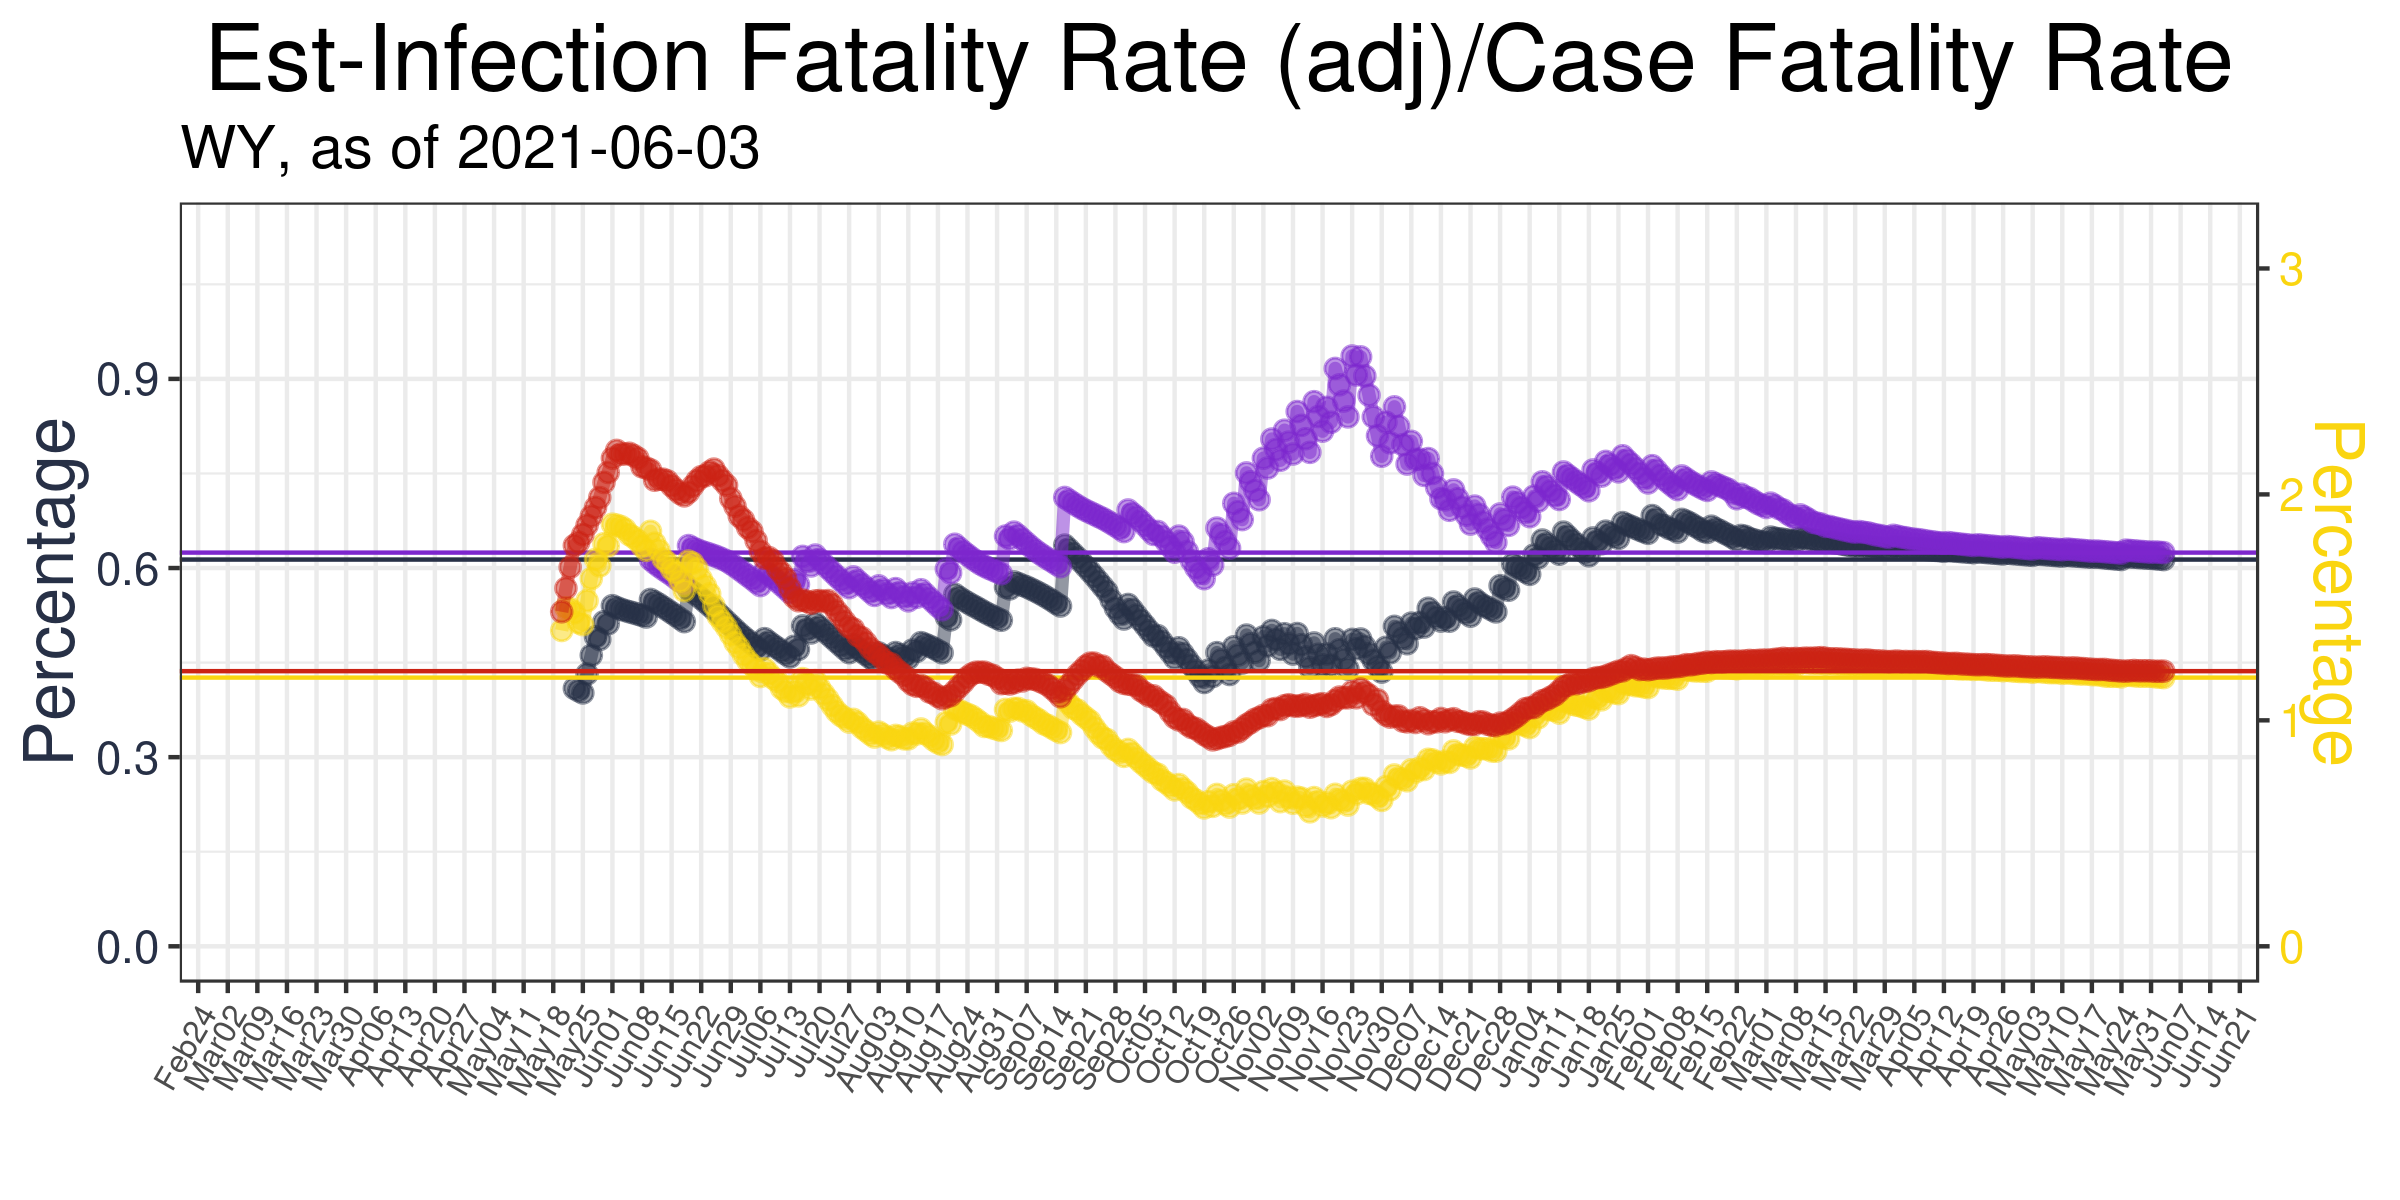 Est-Infection Fatality Rate (adj)/Case Fatality Rate
WY, as of 2021-06-03
Percentage
0.9
0.6
0.3
0.0
3
2
1
0
Percentage
Feb24
Mar02
Mar09
Mar16
Mar23
Mar30
Apr06
Apr13
Apr20
Apr27
May04
May11
May18
May25
Jun01
Jun08
Jun15
Jun22
Jun29
Jul06
Jul13
Jul20
Jul27
Aug03
Aug10
Aug17
Aug24
Aug31
Sep07
Sep14
Sep21
Sep28
Oct05
Oct12
Oct19
Oct26
Nov02
Nov09
Nov16
Nov23
Nov30
Dec07
Dec14
Dec21
Dec28
Jan04
Jan11
Jan18
Jan25
Feb01
Feb08
Feb15
Feb22
Mar01
Mar08
Mar15
Mar22
Mar29
Apr05
Apr12
Apr19
Apr26
May03
May10
May17
May24
May31
Jun07
Jun14
Jun21